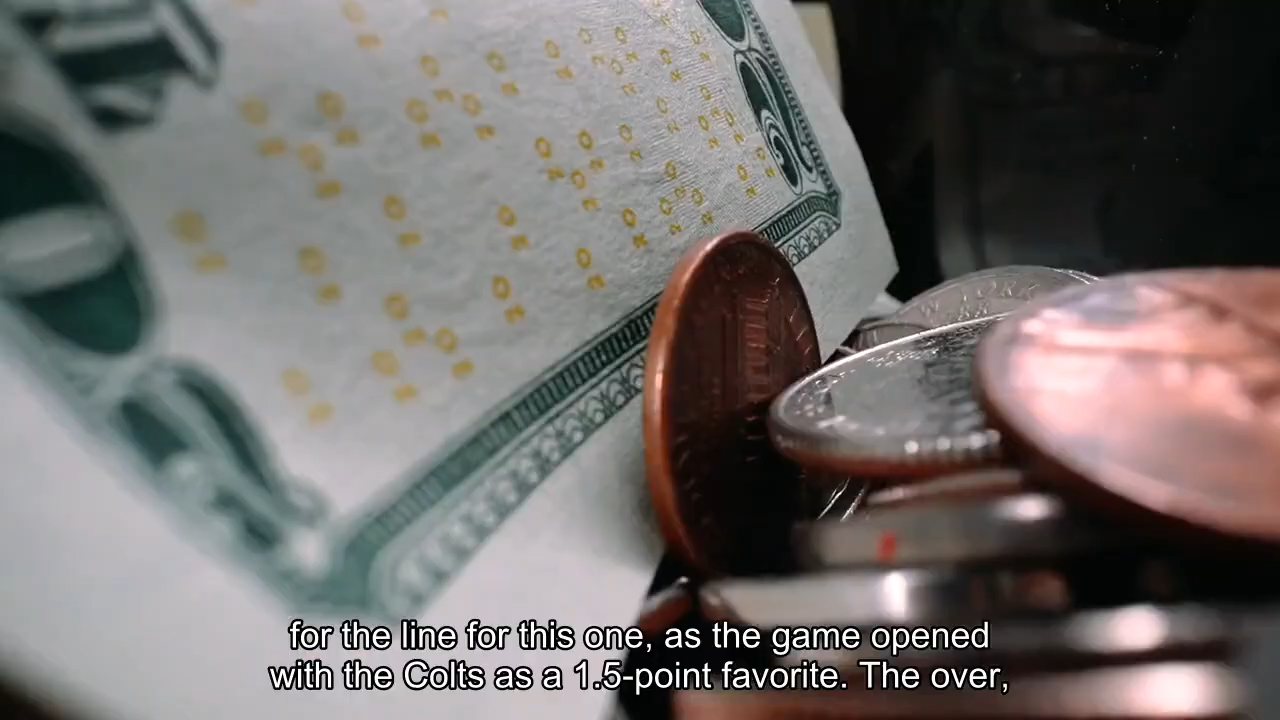 W YORK
for the line for this one, as the game opened
with the Colts as a 1.5-point favorite. The over,